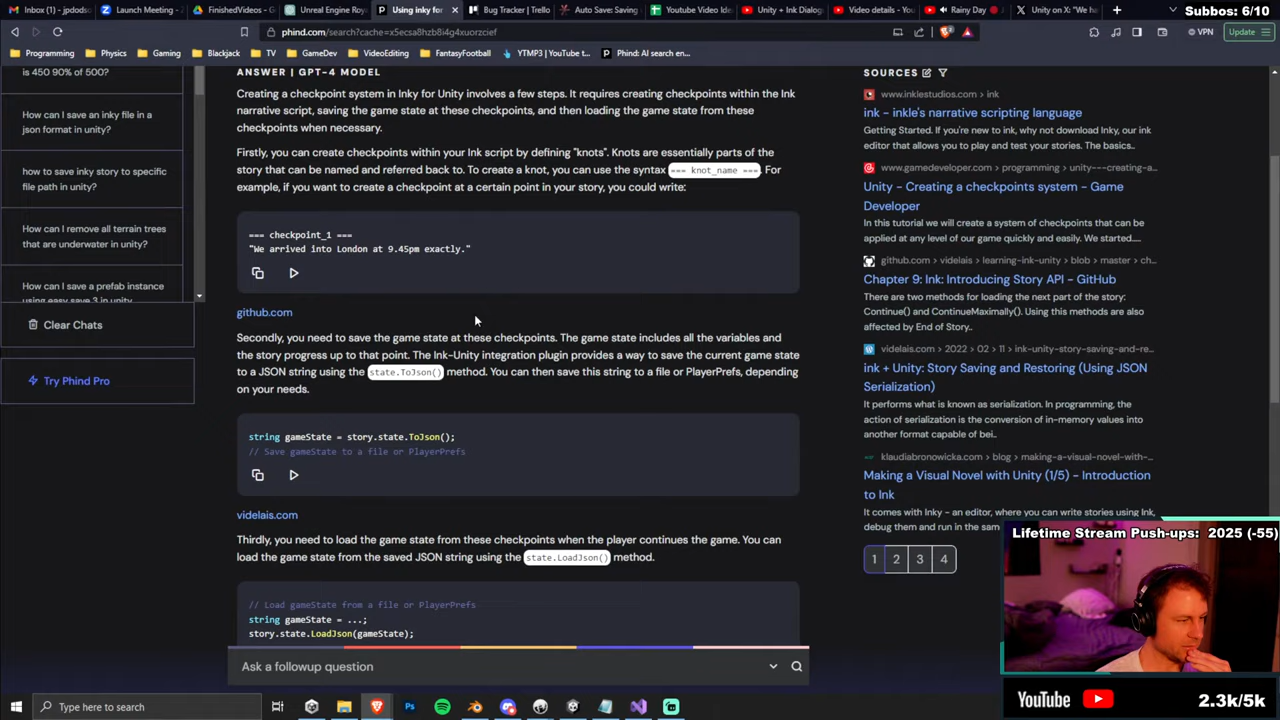 Inbox (1) - jpdods
Launch Meeting -
FinishedVideos - G
Unreal Engine Roy
Using inky for
Bug Tracker | Trello
Auto Save: Saving
Youtube Video Ide
Unity + Ink Dialog
Video details - You
Rainy Day
Unity on X: "We ha
Subbos: 6/10
phind.com/search?cache=x5ecsa8hzb8i4g4xuorzcief
VPN
Update
Programming
Physics
Gaming
Blackjack
TV
GameDev
VideoEditing
FantasyFootball
YTMP3 | YouTube t...
Phind: AI search en...
is 450 90% of 500?
How can I save an inky file in a
json format in unity?
how to save inky story to specific
file path in unity?
How can I remove all terrain trees
that are underwater in unity?
How can I save a prefab instance
using easy save 3 in unity
Clear Chats
Try Phind Pro
ANSWER | GPT-4 MODEL
Creating a checkpoint system in Inky for Unity involves a few steps. It requires creating checkpoints within the Ink
narrative script, saving the game state at these checkpoints, and then loading the game state from these
checkpoints when necessary.
Firstly, you can create checkpoints within your Ink script by defining "knots". Knots are essentially parts of the
story that can be named and referred back to. To create a knot, you can use the syntax === knot_name === . For
example, if you want to create a checkpoint at a certain point in your story, you could write:
=== checkpoint_1 ===
"We arrived into London at 9.45pm exactly."
github.com
Secondly, you need to save the game state at these checkpoints. The game state includes all the variables and
the story progress up to that point. The Ink-Unity integration plugin provides a way to save the current game state
to a JSON string using the state.ToJson() method. You can then save this string to a file or PlayerPrefs, depending
on your needs.
string gameState = story.state.ToJson();
// Save gameState to a file or PlayerPrefs
videlais.com
Thirdly, you need to load the game state from these checkpoints when the player continues the game. You can
load the game state from the saved JSON string using the state.LoadJson() method.
// Load gameState from a file or PlayerPrefs
string gameState = ...;
story.state.LoadJson(gameState);
Ask a followup question
SOURCES
www.inklestudios.com › ink
ink - inkle's narrative scripting language
Getting Started. If you're new to ink, why not download Inky, our ink
editor that allows you to play and test your stories. The basics..
www.gamedeveloper.com › programming › unity---creating-a...
Unity - Creating a checkpoints system - Game
Developer
In this tutorial we will create a system of checkpoints that can be
applied at any level of our game quickly and easily. We started....
github.com › videlais › learning-ink-unity › blob › master › ch...
Chapter 9: Ink: Introducing Story API - GitHub
There are two methods for loading the next part of the story:
Continue() and ContinueMaximally(). Using this methods are also
affected by End of Story..
videlais.com › 2022 › 02 › 11 › ink-unity-story-saving-and-re...
ink + Unity: Story Saving and Restoring (Using JSON
Serialization)
It performs what is known as serialization. In programming, the
action of serialization is the conversion of in-memory values into
another format capable of bei..
klaudiabronowicka.com › blog › making-a-visual-novel-with-...
Making a Visual Novel with Unity (1/5) - Introduction
to Ink
It comes with Inky - an editor, where you can write stories using Ink,
debug them and run in the same
1
2
3
4
Lifetime Stream Push-ups: 2025 (-55)
YouTube
2.3k/5k
Type here to search